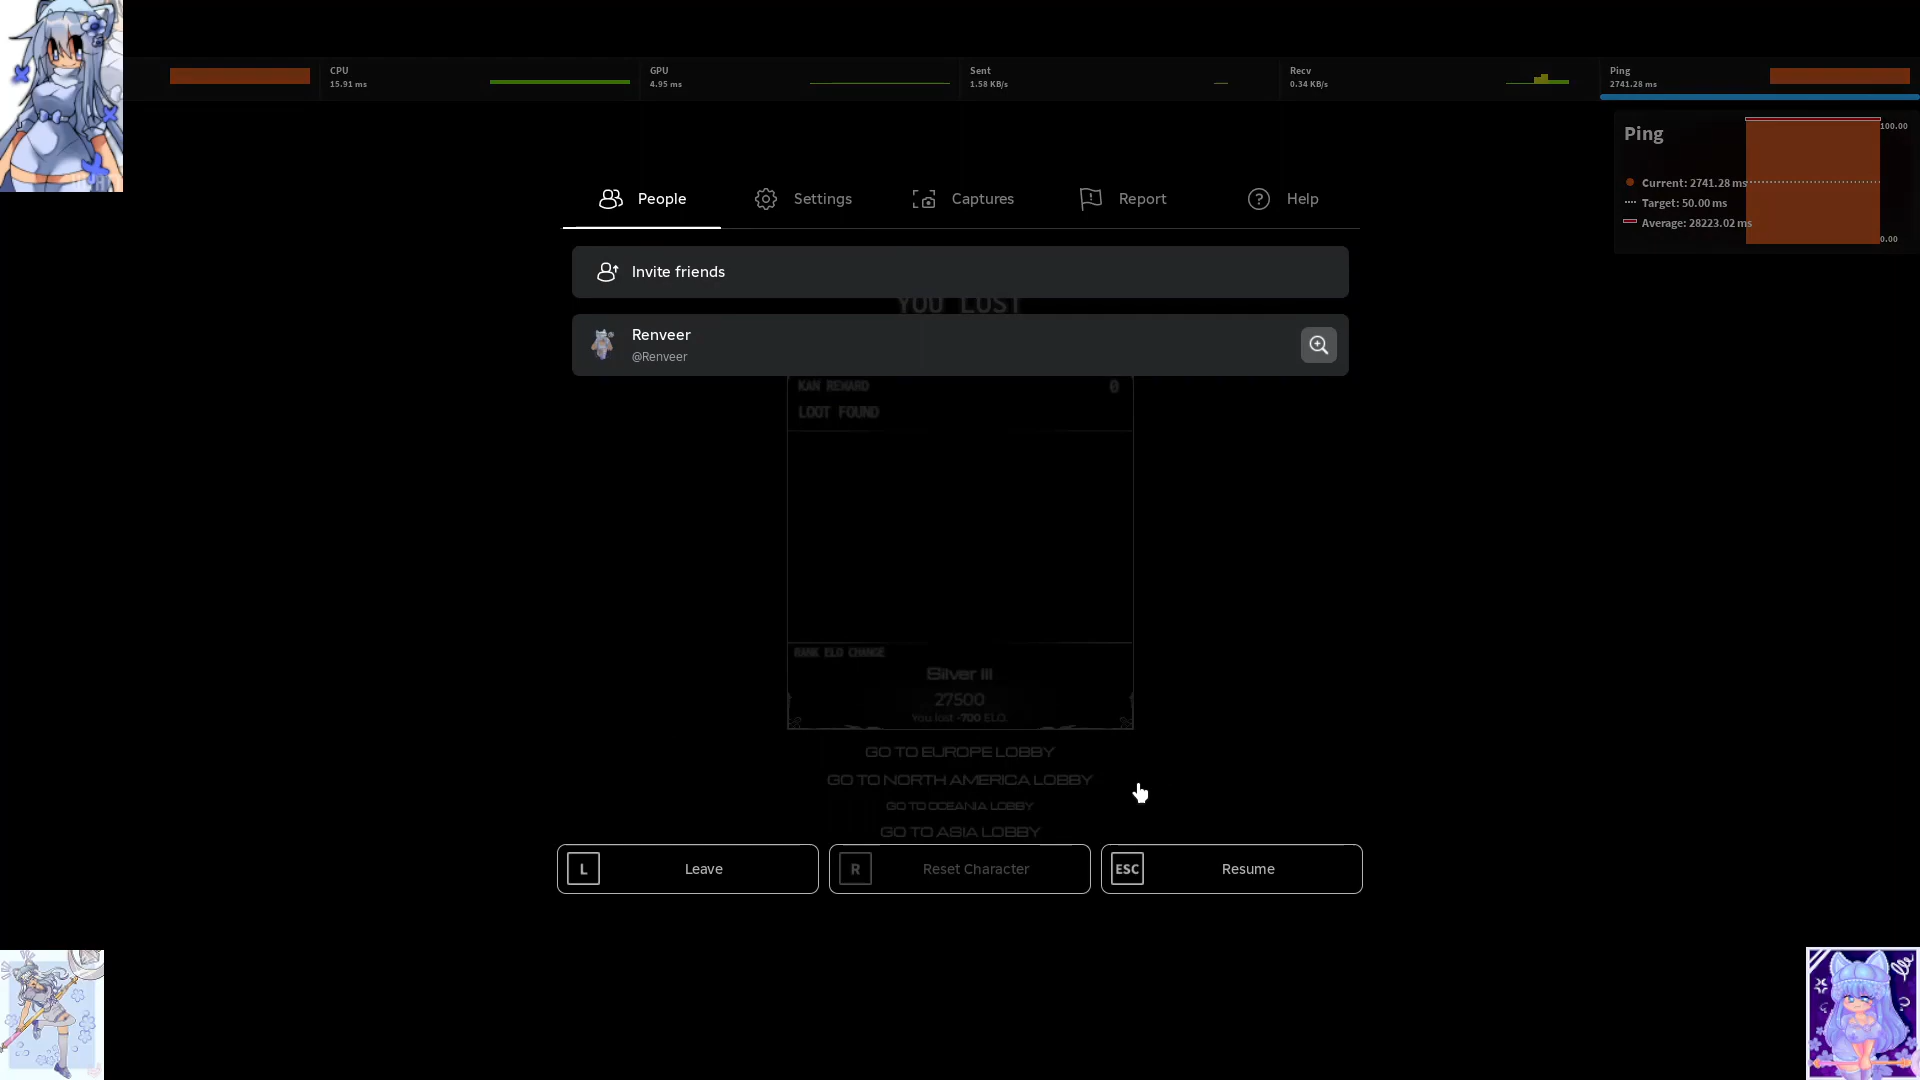 CPU
15.91 ms
GPU
4.95 ms
Sent
1.58 KB/s
Recv
0.34 KB/s
Ping
2741.28 ms
Ping
100.00
Current: 2741.28 ms
Target: 50.00 ms
Average: 28223.02 ms
0.00
People
Settings
Captures
Report
Help
Invite friends
YOU LOST
Renveer
@Renveer
KAN REWARD 0
LOOT FOUND
RANK ELO CHANGE
Silver III
27500
You lost -700 ELO.
GO TO EUROPE LOBBY
GO TO NORTH AMERICA LOBBY
GO TO OCEANIA LOBBY
GO TO ASIA LOBBY
L Leave
R Reset Character
ESC Resume